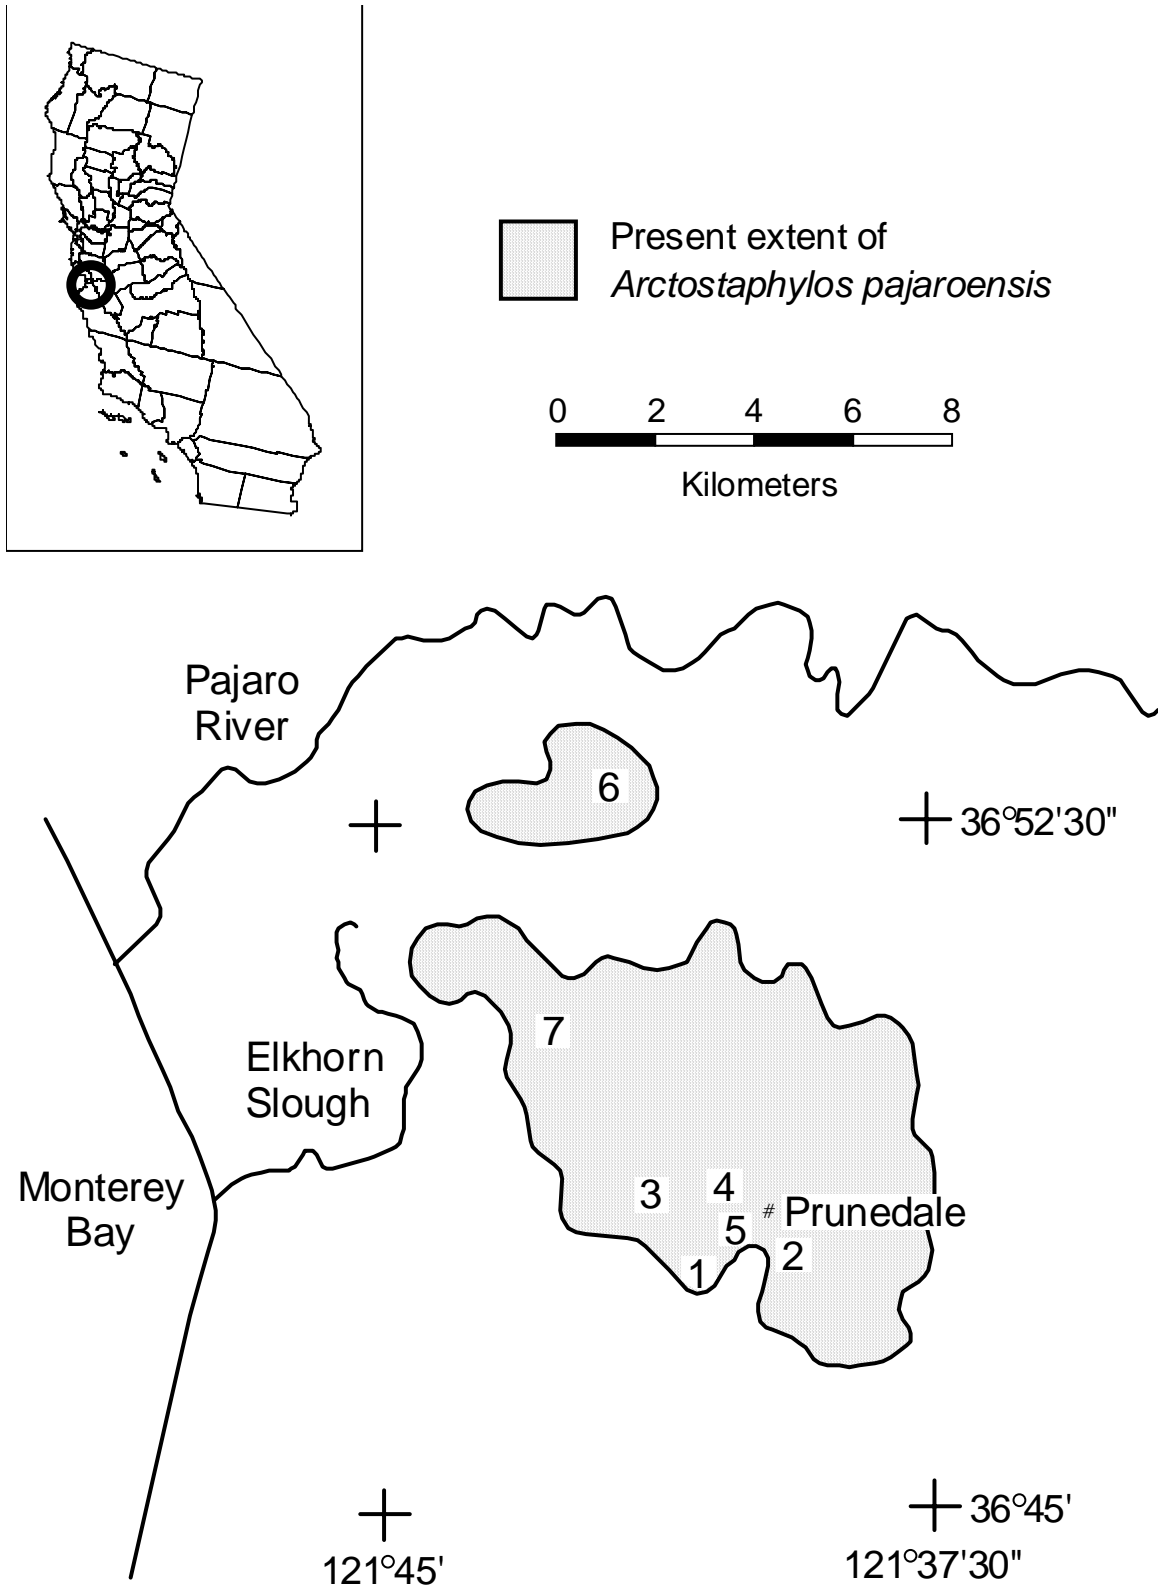 Present extent of
Arctostaphylos pajaroensis
0 2 4 6 8
Kilometers
Pajaro
River
6
36°52'30"
7
Elkhorn
Slough
Monterey
Bay
3
4
# Prunedale
5
2
1
36°45'
121°45'
121°37'30"